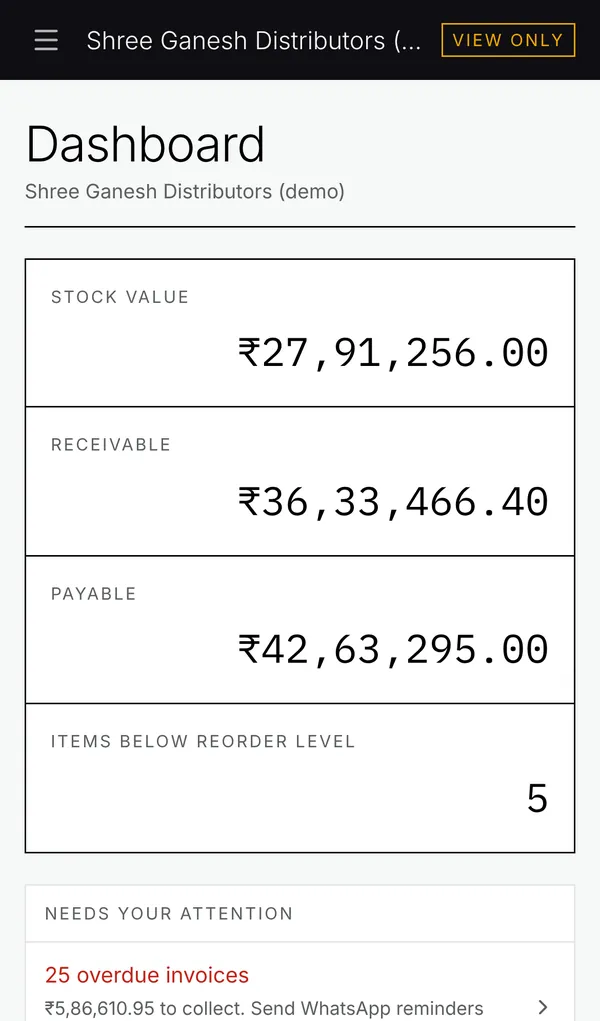 Shree Ganesh Distributors (...
VIEW ONLY
Dashboard
Shree Ganesh Distributors (demo)
STOCK VALUE
₹27,91,256.00
RECEIVABLE
₹36,33,466.40
PAYABLE
₹42,63,295.00
ITEMS BELOW REORDER LEVEL
5
NEEDS YOUR ATTENTION
25 overdue invoices
₹5,86,610.95 to collect. Send WhatsApp reminders